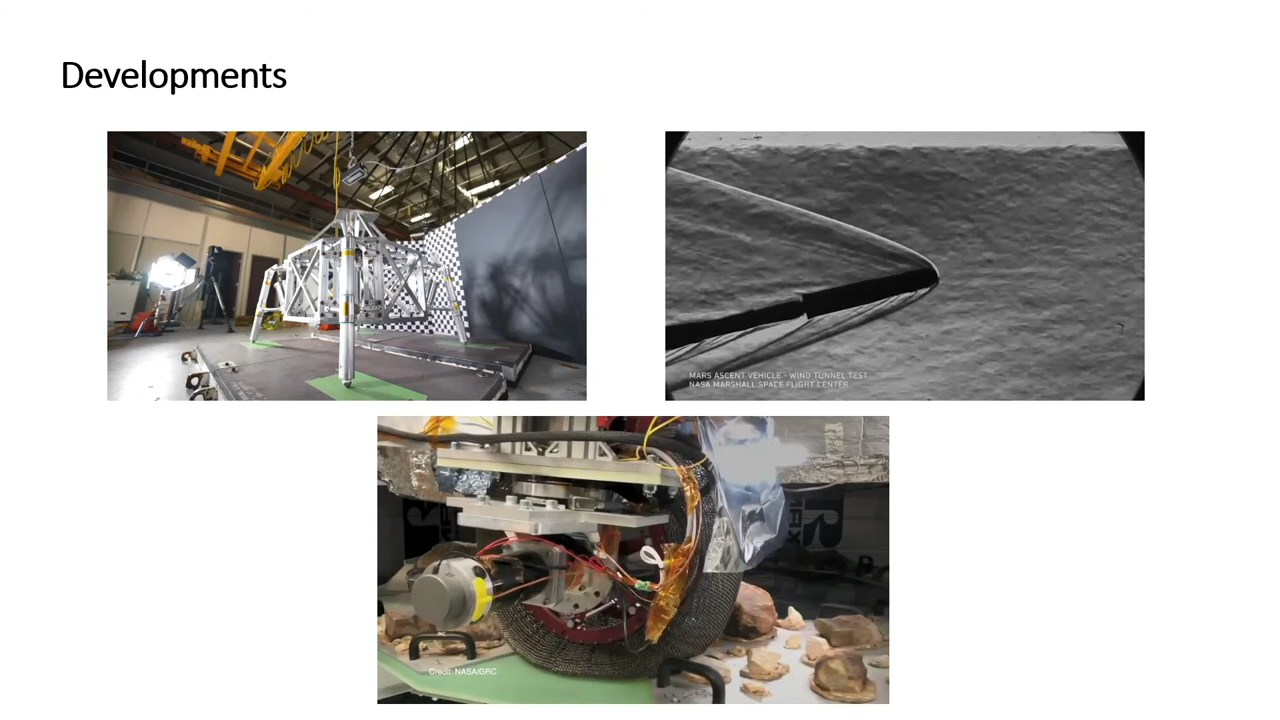 Developments
MARS ASCENT VEHICLE - WIND TUNNEL TEST
NASA MARSHALL SPACE FLIGHT CENTER
Credit: NASA/GRC